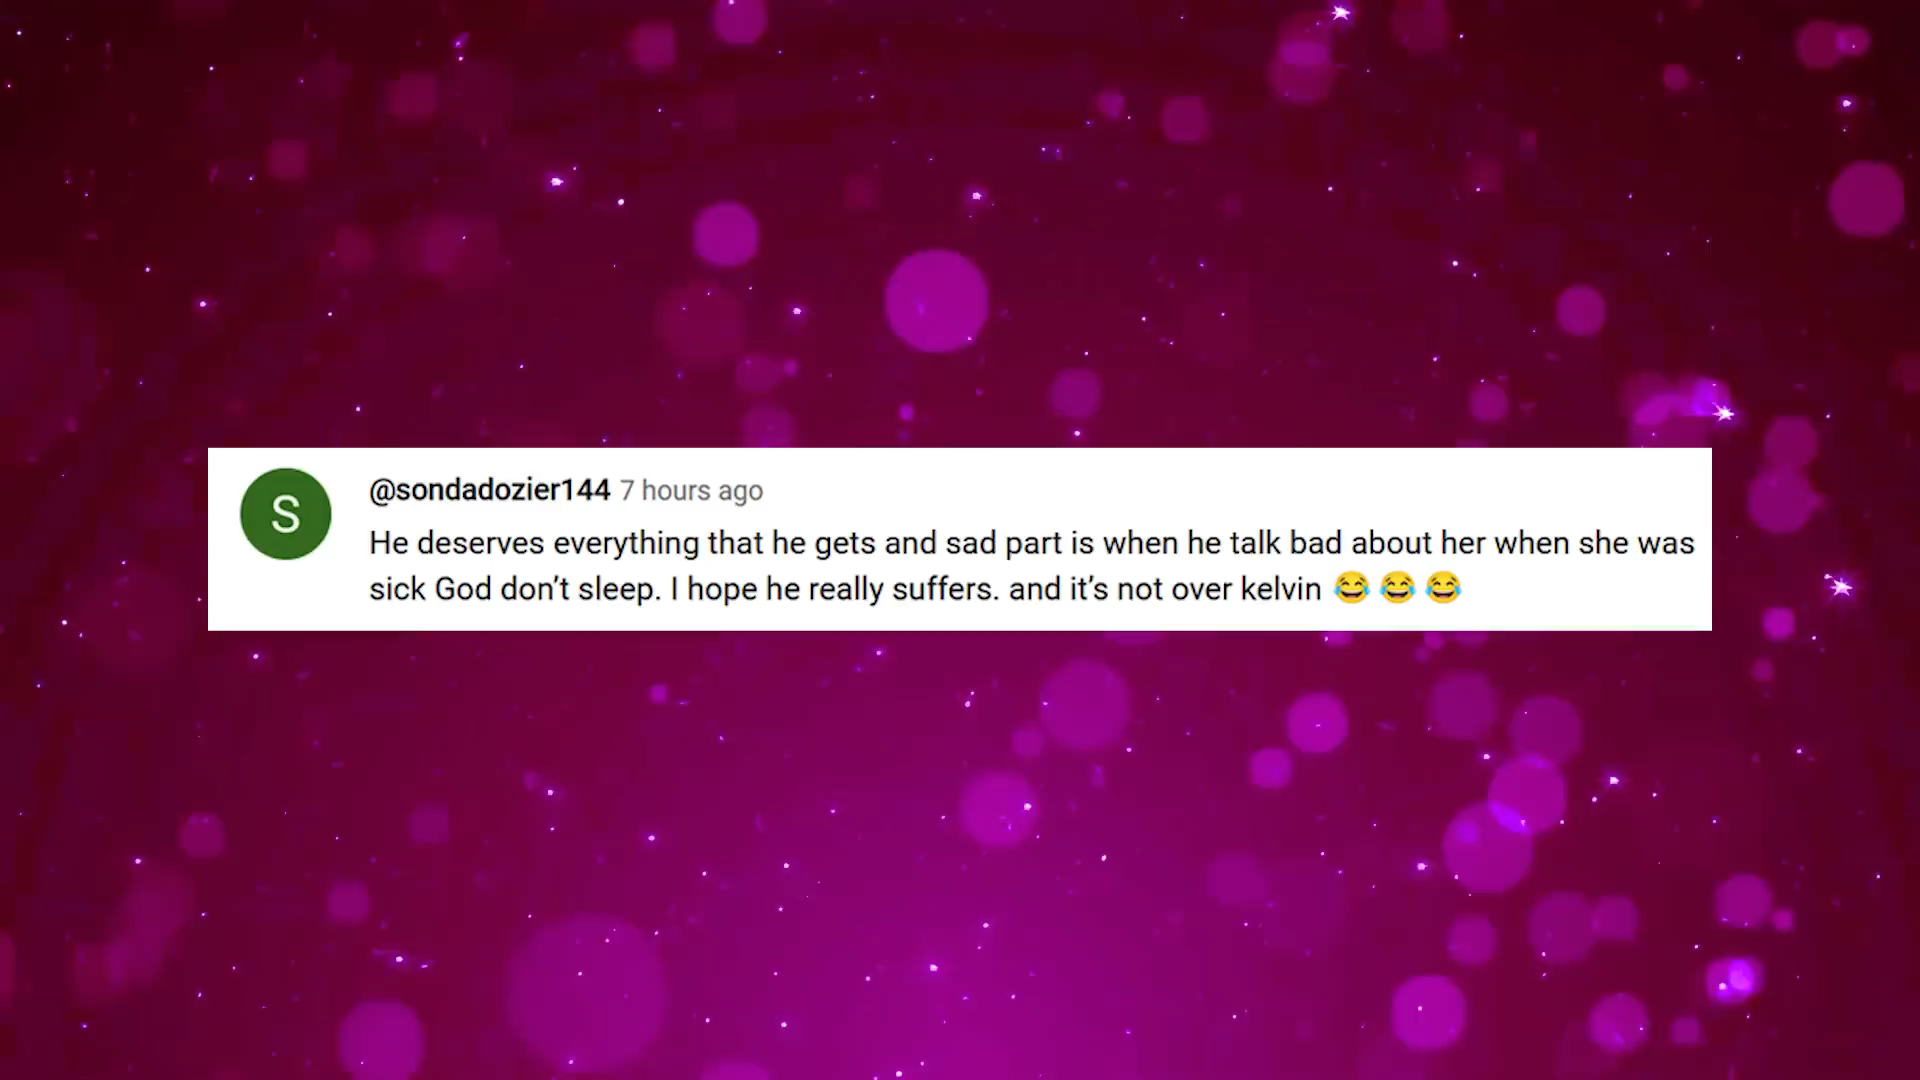 S
@sondadozier144 7 hours ago
He deserves everything that he gets and sad part is when he talk bad about her when she was
sick God don’t sleep. I hope he really suffers. and it’s not over kelvin 😂 😂 😂